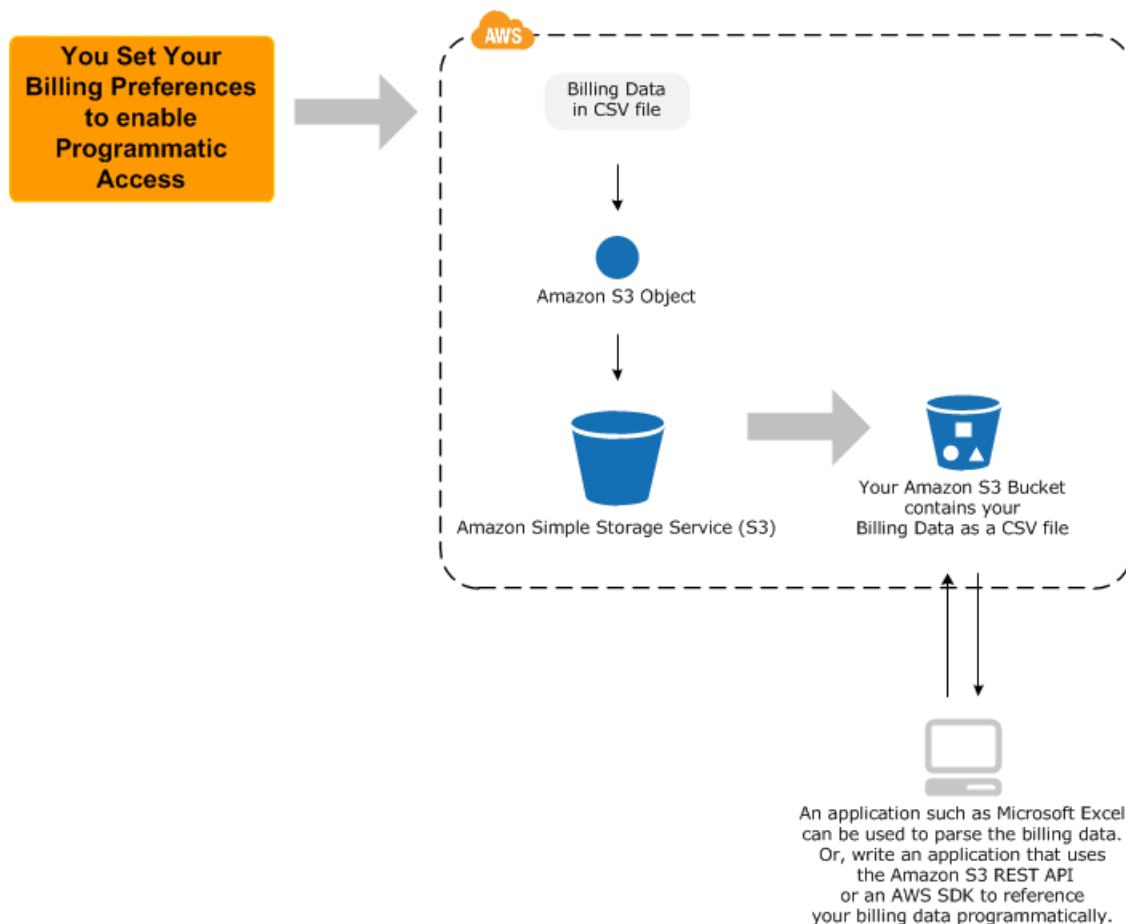 You Set Your
Billing Preferences
to enable
Programmatic
Access
AWS
Billing Data
in CSV file
Amazon S3 Object
Amazon Simple Storage Service (S3)
Your Amazon S3 Bucket
contains your
Billing Data as a CSV file
An application such as Microsoft Excel
can be used to parse the billing data.
Or, write an application that uses
the Amazon S3 REST API
or an AWS SDK to reference
your billing data programmatically.